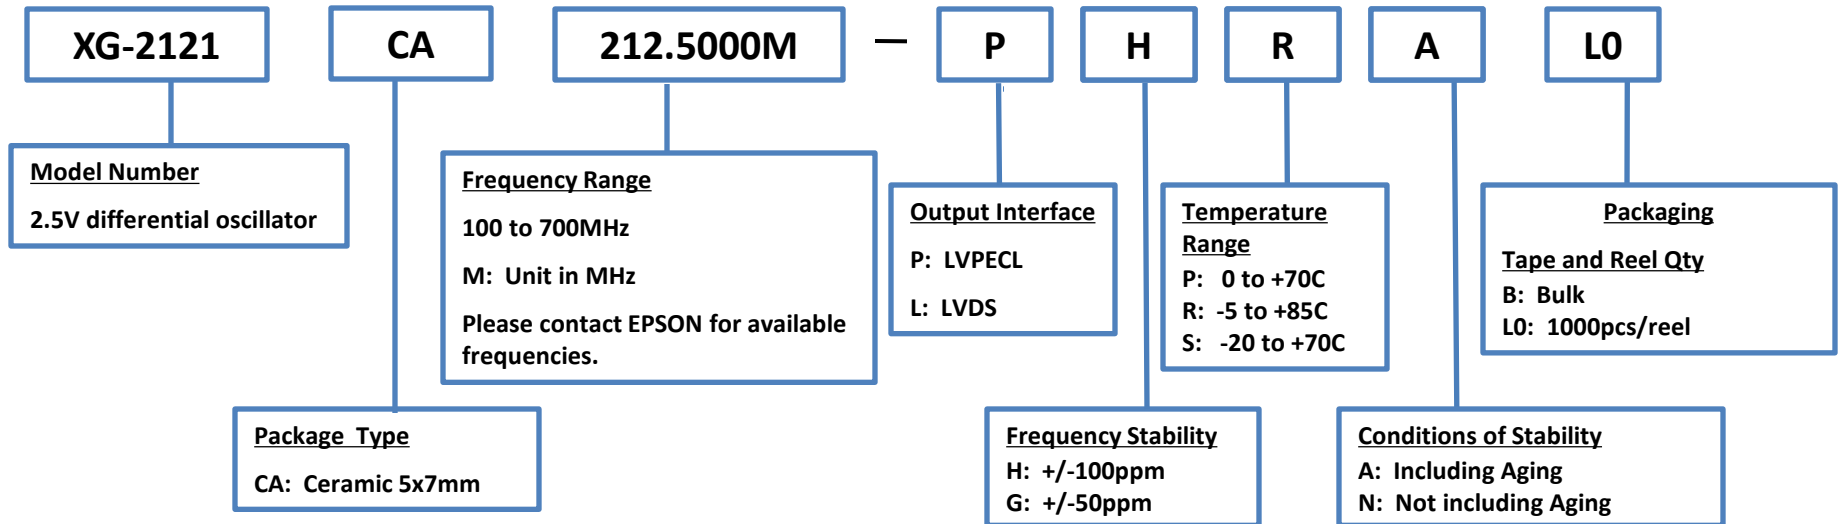 XG-2121 CA 212.5000M — P H R A L0
Model Number
2.5V differential oscillator
Frequency Range
100 to 700MHz
M: Unit in MHz
Please contact EPSON for available
frequencies.
Output Interface
P: LVPECL
L: LVDS
Temperature
Range
P: 0 to +70C
R: -5 to +85C
S: -20 to +70C
Packaging
Tape and Reel Qty
B: Bulk
L0: 1000pcs/reel
Package Type
CA: Ceramic 5x7mm
Frequency Stability
H: +/-100ppm
G: +/-50ppm
Conditions of Stability
A: Including Aging
N: Not including Aging